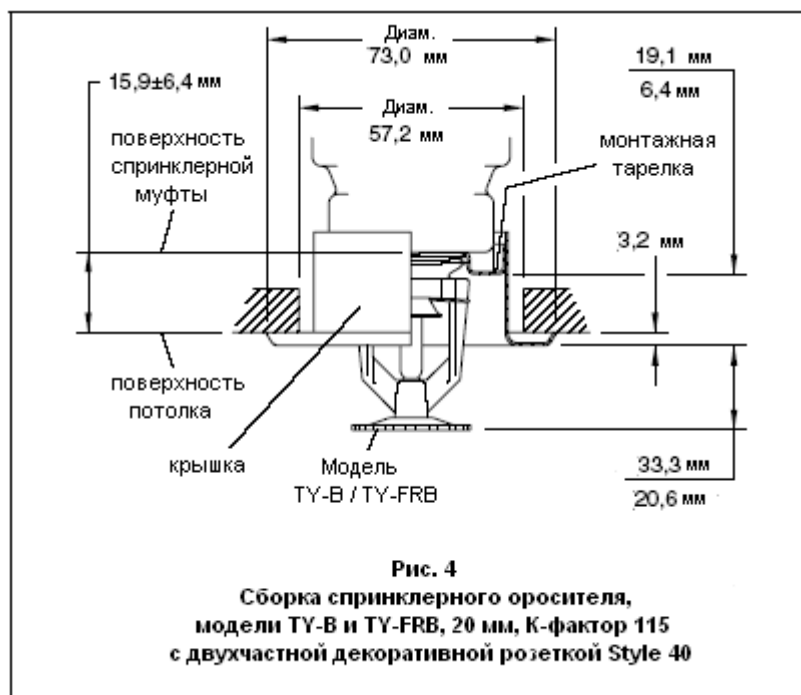 Диам.
73,0 мм
19,1
6,4 мм
15,9±6,4 мм
Диам.
57,2 мм
поверхность
спринклерной
муфты
монтажная
тарелка
3,2 мм
поверхность
потолка
крышка
Модель
TY-B / TY-FRB
33,3 мм
20,6 мм
Рис. 4
Сборка спринклерного оросителя,
модели TY-B и TY-FRB, 20 мм, К-фактор 115
с двухчастной декоративной розеткой Style 40